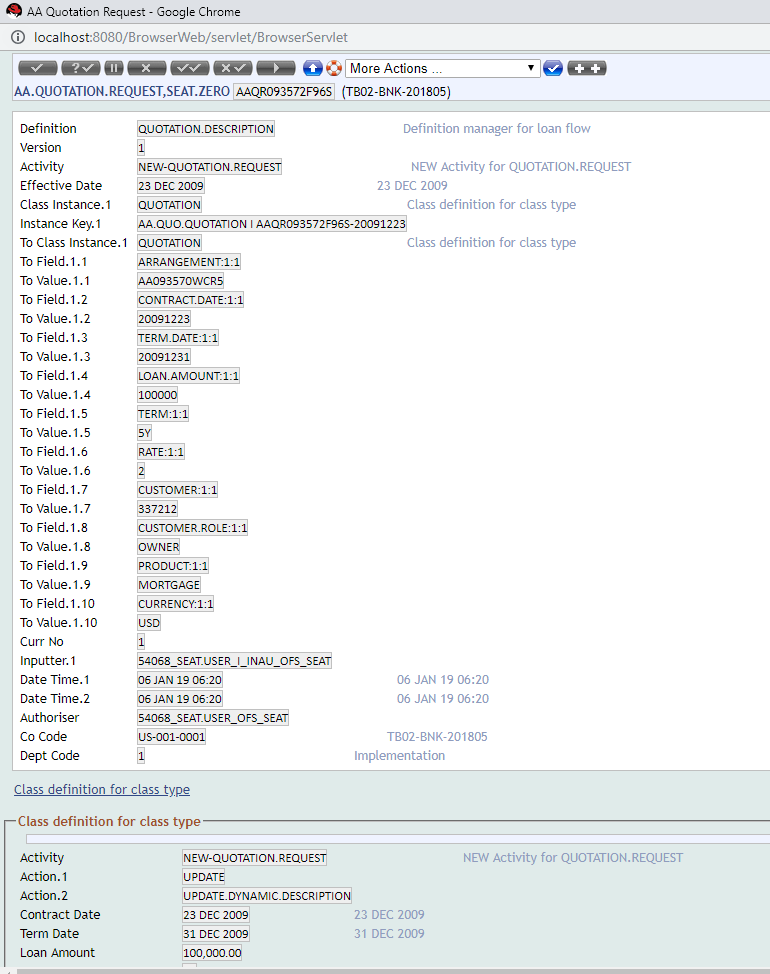 AA Quotation Request - Google Chrome
localhost:8080/BrowserWeb/servlet/BrowserServlet
More Actions ...
AA.QUOTATION.REQUEST,SEAT.ZERO AAQR093572F96S (TB02-BNK-201805)
Definition QUOTATION.DESCRIPTION Definition manager for loan flow
Version 1
Activity NEW-QUOTATION.REQUEST NEW Activity for QUOTATION.REQUEST
Effective Date 23 DEC 2009 23 DEC 2009
Class Instance.1 QUOTATION Class definition for class type
Instance Key.1 AA.QUO.QUOTATION I AAQR093572F96S-20091223
To Class Instance.1 QUOTATION Class definition for class type
To Field.1.1 ARRANGEMENT:1:1
To Value.1.1 AA093570WCR5
To Field.1.2 CONTRACT.DATE:1:1
To Value.1.2 20091223
To Field.1.3 TERM.DATE:1:1
To Value.1.3 20091231
To Field.1.4 LOAN.AMOUNT:1:1
To Value.1.4 100000
To Field.1.5 TERM:1:1
To Value.1.5 5Y
To Field.1.6 RATE:1:1
To Value.1.6 2
To Field.1.7 CUSTOMER:1:1
To Value.1.7 337212
To Field.1.8 CUSTOMER.ROLE:1:1
To Value.1.8 OWNER
To Field.1.9 PRODUCT:1:1
To Value.1.9 MORTGAGE
To Field.1.10 CURRENCY:1:1
To Value.1.10 USD
Curr No 1
Inputter.1 54068_SEAT.USER_I_INAU_OFS_SEAT
Date Time.1 06 JAN 19 06:20 06 JAN 19 06:20
Date Time.2 06 JAN 19 06:20 06 JAN 19 06:20
Authoriser 54068_SEAT.USER_OFS_SEAT
Co Code US-001-0001 TB02-BNK-201805
Dept Code 1 Implementation
Class definition for class type
Class definition for class type
Activity NEW-QUOTATION.REQUEST NEW Activity for QUOTATION.REQUEST
Action.1 UPDATE
Action.2 UPDATE.DYNAMIC.DESCRIPTION
Contract Date 23 DEC 2009 23 DEC 2009
Term Date 31 DEC 2009 31 DEC 2009
Loan Amount 100,000.00